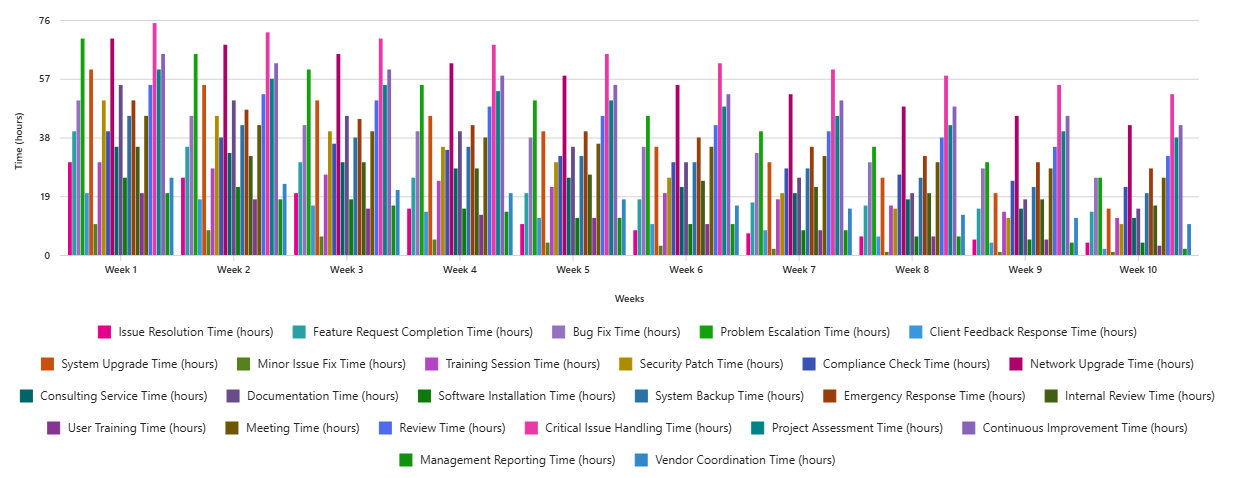 76
57
38
19
0
Time (hours)
Week 1 Week 2 Week 3 Week 4 Week 5 Week 6 Week 7 Week 8 Week 9 Week 10
Weeks
Issue Resolution Time (hours) Feature Request Completion Time (hours) Bug Fix Time (hours) Problem Escalation Time (hours) Client Feedback Response Time (hours)
System Upgrade Time (hours) Minor Issue Fix Time (hours) Training Session Time (hours) Security Patch Time (hours) Compliance Check Time (hours) Network Upgrade Time (hours)
Consulting Service Time (hours) Documentation Time (hours) Software Installation Time (hours) System Backup Time (hours) Emergency Response Time (hours) Internal Review Time (hours)
User Training Time (hours) Meeting Time (hours) Review Time (hours) Critical Issue Handling Time (hours) Project Assessment Time (hours) Continuous Improvement Time (hours)
Management Reporting Time (hours) Vendor Coordination Time (hours)